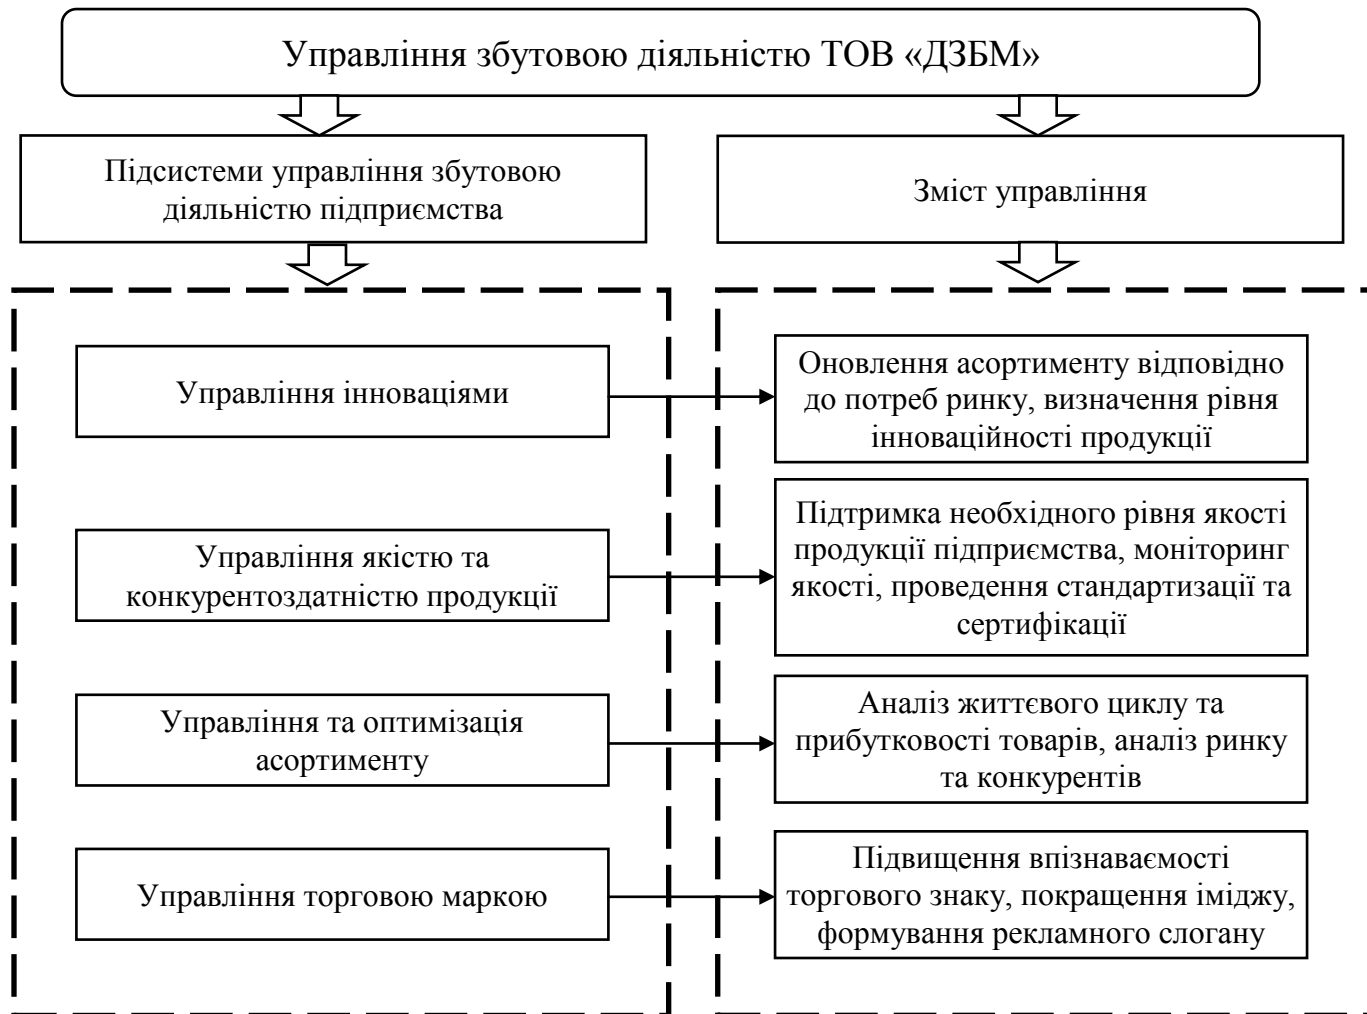 Управління збутовою діяльністю ТОВ «ДЗБМ»
Підсистеми управління збутовою
діяльністю підприємства
Зміст управління
Управління інноваціями
Оновлення асортименту відповідно
до потреб ринку, визначення рівня
інноваційності продукції
Управління якістю та
конкурентоздатністю продукції
Підтримка необхідного рівня якості
продукції підприємства, моніторинг
якості, проведення стандартизації та
сертифікації
Управління та оптимізація
асортименту
Аналіз життєвого циклу та
прибутковості товарів, аналіз ринку
та конкурентів
Управління торговою маркою
Підвищення впізнаваємості
торгового знаку, покращення іміджу,
формування рекламного слогану